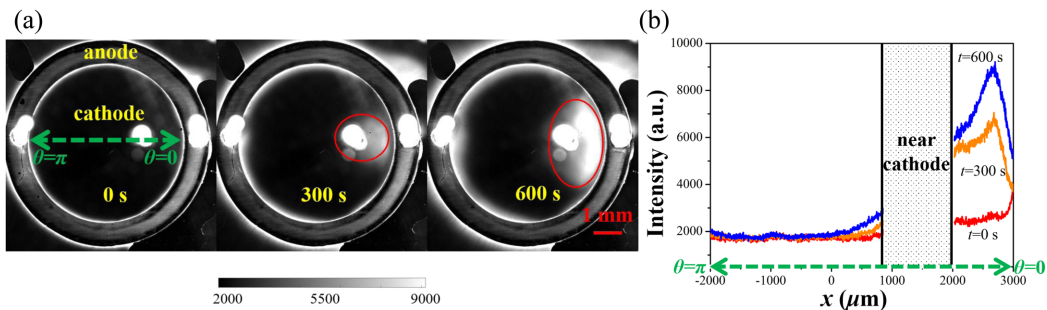 (a)
anode
cathode
θ=π
θ=0
0 s
300 s
600 s
1 mm
2000
5500
9000
(b)
10000
8000
6000
4000
2000
Intensity (a.u.)
t=600 s
t=300 s
t=0 s
near
cathode
θ=π
θ=0
-2000
-1000
0
1000
2000
3000
x (μm)